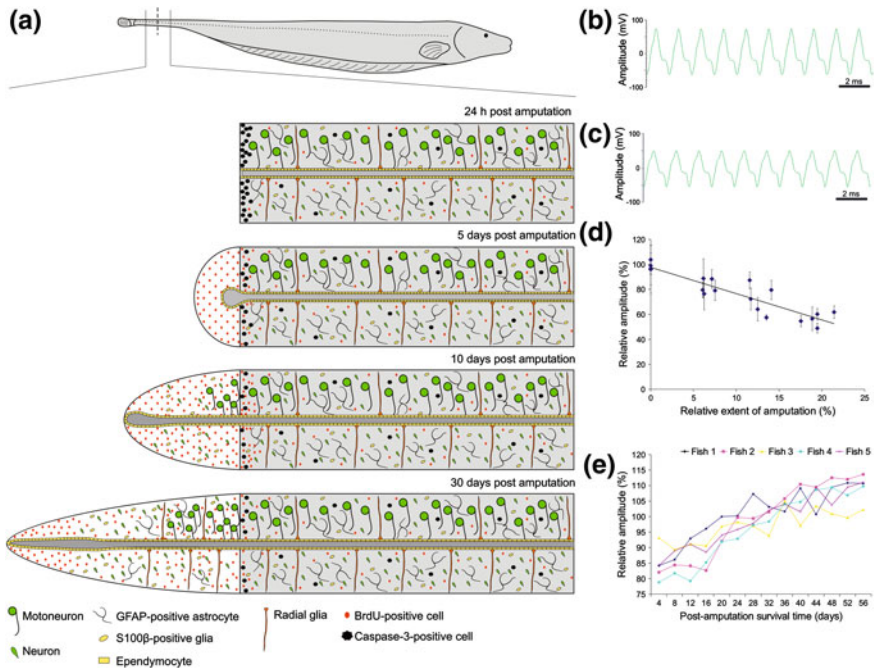 (a)
24 h post amputation
5 days post amputation
10 days post amputation
30 days post amputation
Motoneuron
Neuron
GFAP-positive astrocyte
S100β-positive glia
Ependymocyte
Radial glia
BrdU-positive cell
Caspase-3-positive cell
(b)
Amplitude (mV)
100
0
-100
2 ms
(c)
Amplitude (mV)
100
0
-100
2 ms
(d)
Relative amplitude (%)
120
100
80
60
40
20
0
0 5 10 15 20 25
Relative extent of amputation (%)
(e)
Fish 1 Fish 2 Fish 3 Fish 4 Fish 5
Relative amplitude (%)
120
115
110
105
100
95
90
85
80
75
4 8 12 16 20 24 28 32 36 40 44 48 52 56
Post-amputation survival time (days)